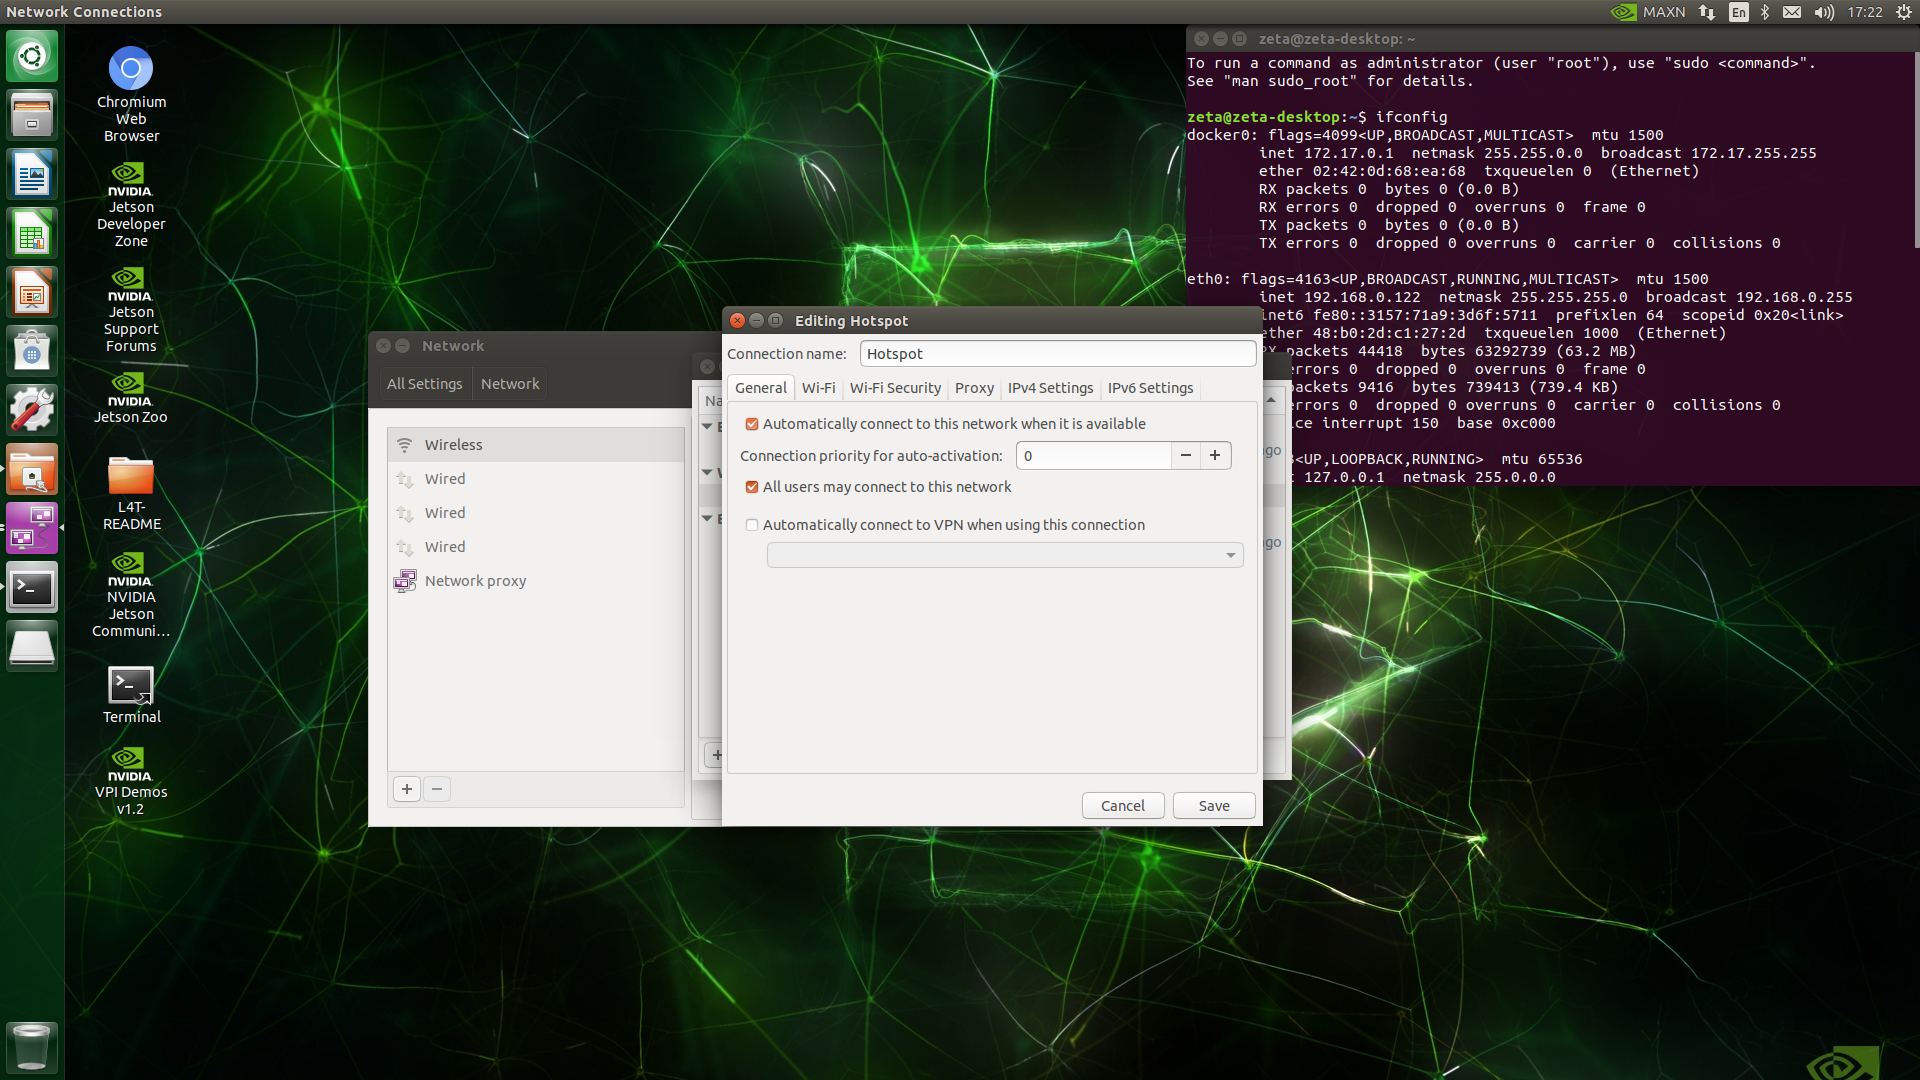 Network Connections
MAXN
En
17:22
Chromium
Web
Browser
NVIDIA.
Jetson
Developer
Zone
NVIDIA.
Jetson
Support
Forums
NVIDIA.
Jetson Zoo
L4T-
README
NVIDIA.
NVIDIA
Jetson
Communi...
Terminal
NVIDIA.
VPI Demos
v1.2
zeta@zeta-desktop: ~
To run a command as administrator (user "root"), use "sudo <command>".
See "man sudo_root" for details.
zeta@zeta-desktop:~$ ifconfig
docker0: flags=4099<UP,BROADCAST,MULTICAST>  mtu 1500
inet 172.17.0.1  netmask 255.255.0.0  broadcast 172.17.255.255
ether 02:42:0d:68:ea:68  txqueuelen 0  (Ethernet)
RX packets 0  bytes 0 (0.0 B)
RX errors 0  dropped 0  overruns 0  frame 0
TX packets 0  bytes 0 (0.0 B)
TX errors 0  dropped 0 overruns 0  carrier 0  collisions 0
eth0: flags=4163<UP,BROADCAST,RUNNING,MULTICAST>  mtu 1500
inet 192.168.0.122  netmask 255.255.255.0  broadcast 192.168.0.255
inet6 fe80::3157:71a9:3d6f:5711  prefixlen 64  scopeid 0x20<link>
ether 48:b0:2d:c1:27:2d  txqueuelen 1000  (Ethernet)
packets 44418  bytes 63292739 (63.2 MB)
errors 0  dropped 0  overruns 0  frame 0
packets 9416  bytes 739413 (739.4 KB)
errors 0  dropped 0 overruns 0  carrier 0  collisions 0
ice interrupt 150  base 0xc000
<UP,LOOPBACK,RUNNING>  mtu 65536
127.0.0.1  netmask 255.0.0.0
Network
All Settings
Network
Wireless
Wired
Wired
Wired
Network proxy
+
−
Na
ago
ago
+
Editing Hotspot
Connection name:
Hotspot
General
Wi-Fi
Wi-Fi Security
Proxy
IPv4 Settings
IPv6 Settings
Automatically connect to this network when it is available
Connection priority for auto-activation:
0
−
+
All users may connect to this network
Automatically connect to VPN when using this connection
Cancel
Save